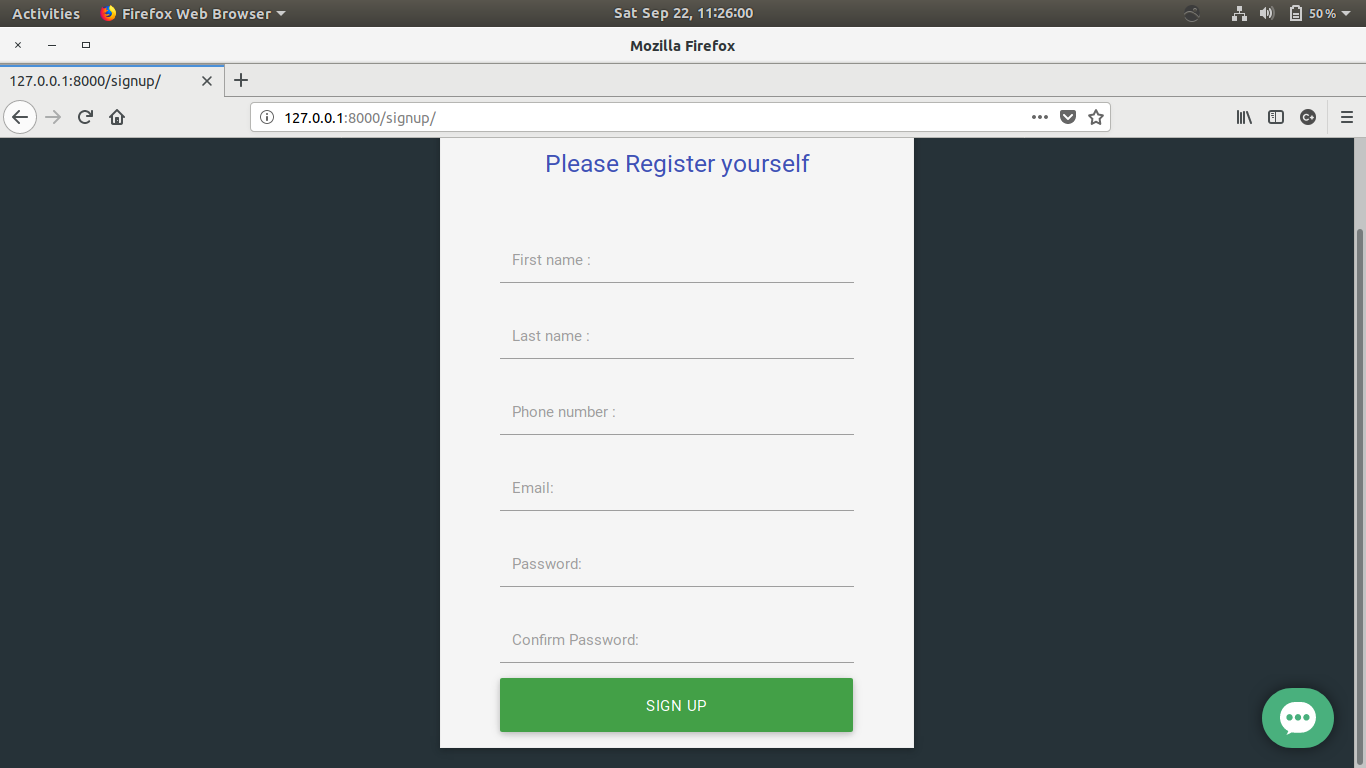 Activities Firefox Web Browser Sat Sep 22, 11:26:00 50%
Mozilla Firefox
127.0.0.1:8000/signup/
127.0.0.1:8000/signup/
Please Register yourself
First name :
Last name :
Phone number :
Email:
Password:
Confirm Password:
SIGN UP